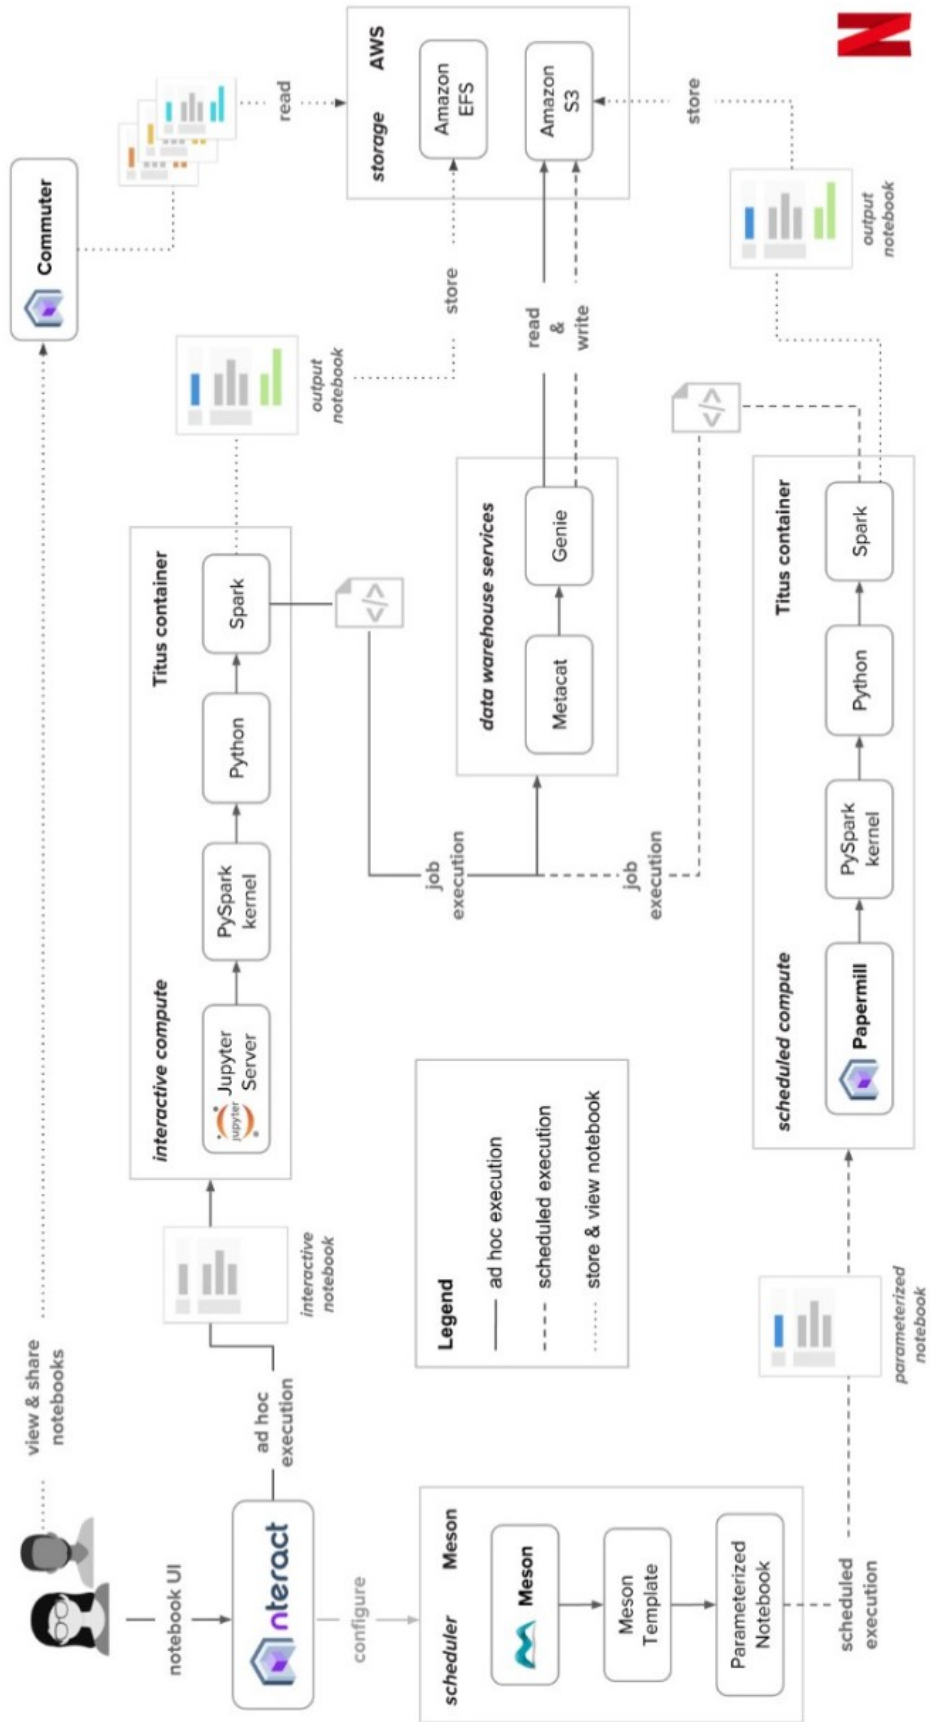 view & share
notebooks
Commuter
read
notebook UI
nteract
ad hoc
execution
interactive
notebook
interactive compute
Titus container
jupyter
Jupyter
Server
PySpark
kernel
Python
Spark
output
notebook
store
storage
AWS
Amazon
EFS
Amazon
S3
</>
job
execution
data warehouse services
Metacat
Genie
read
&
write
configure
scheduler
Meson
Meson
Meson
Template
Parameterized
Notebook
Legend
ad hoc execution
scheduled execution
store & view notebook
job
execution
</>
scheduled
execution
parameterized
notebook
scheduled compute
Titus container
Papermill
PySpark
kernel
Python
Spark
output
notebook
store
N